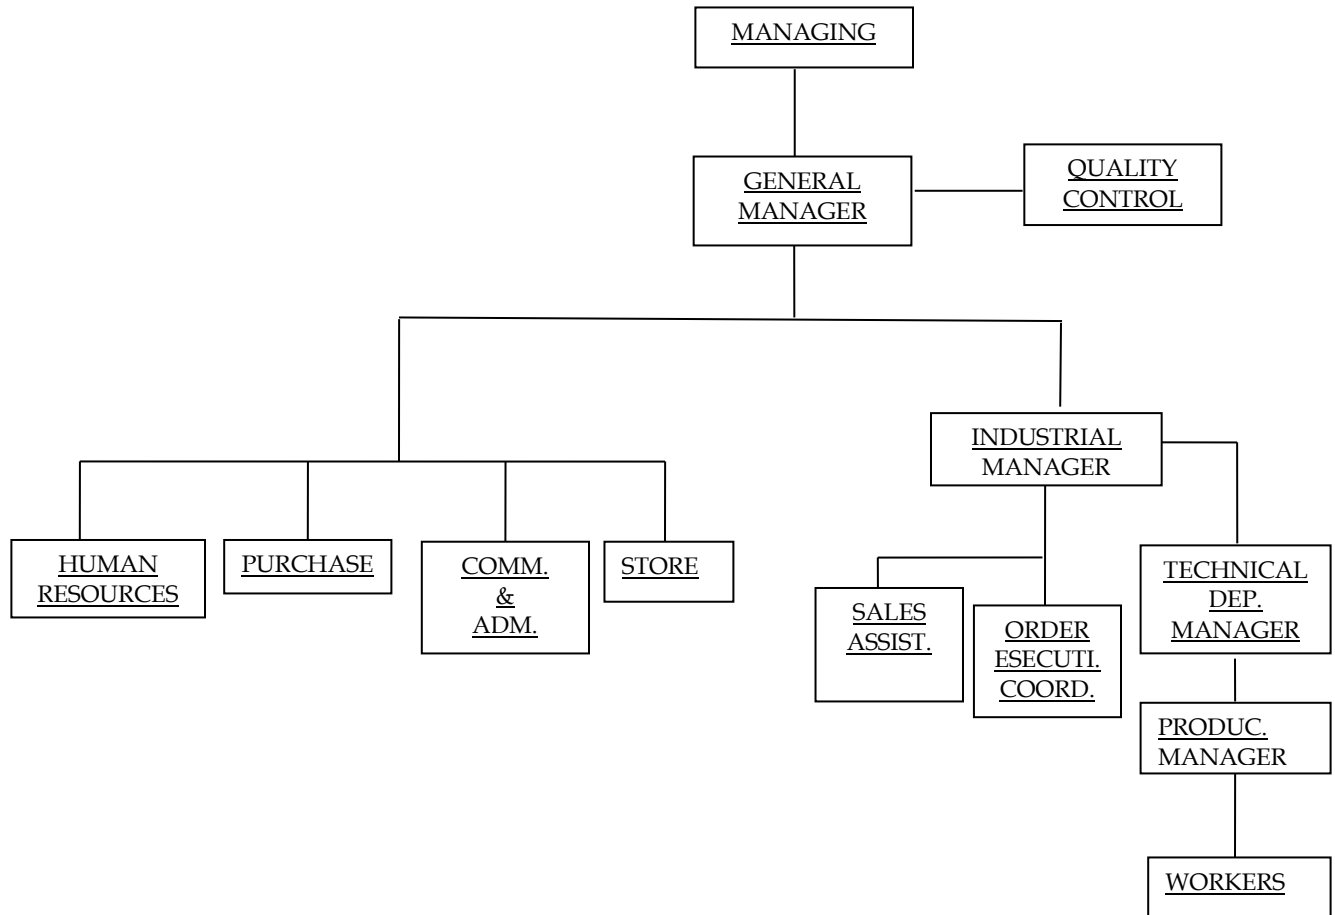 MANAGING
GENERAL
MANAGER
QUALITY
CONTROL
INDUSTRIAL
MANAGER
HUMAN
RESOURCES
PURCHASE
COMM.
&
ADM.
STORE
SALES
ASSIST.
ORDER
ESECUTI.
COORD.
TECHNICAL
DEP.
MANAGER
PRODUC.
MANAGER
WORKERS